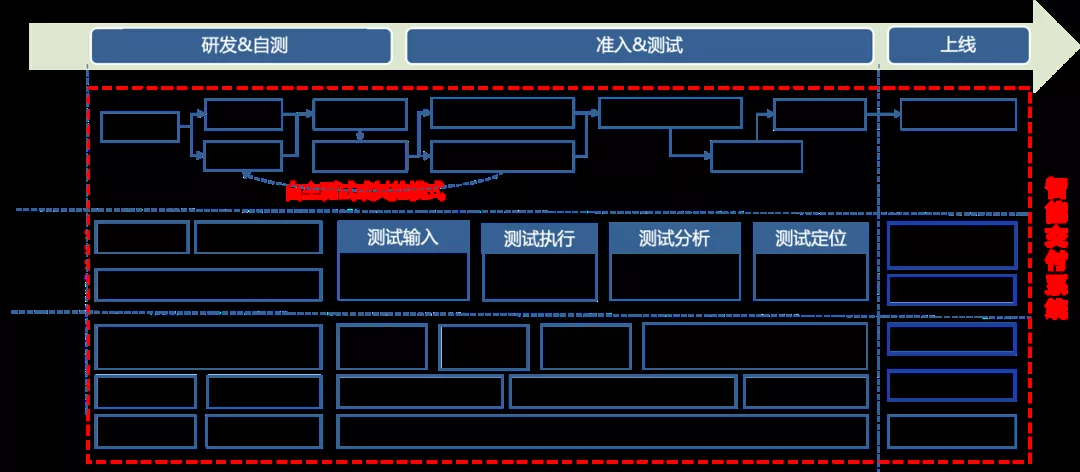 研发&自测
准入&测试
上线
测试输入
测试执行
测试分析
测试定位
智能交付系统